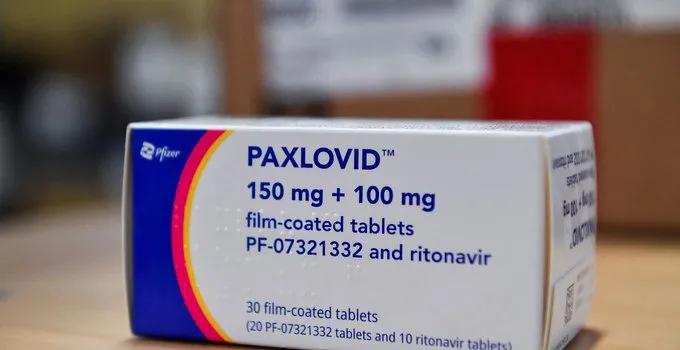 Pfizer
PAXLOVID™
150 mg + 100 mg
film-coated tablets
PF-07321332 and ritonavir
30 film-coated tablets
(20 PF-07321332 tablets and 10 ritonavir tablets)